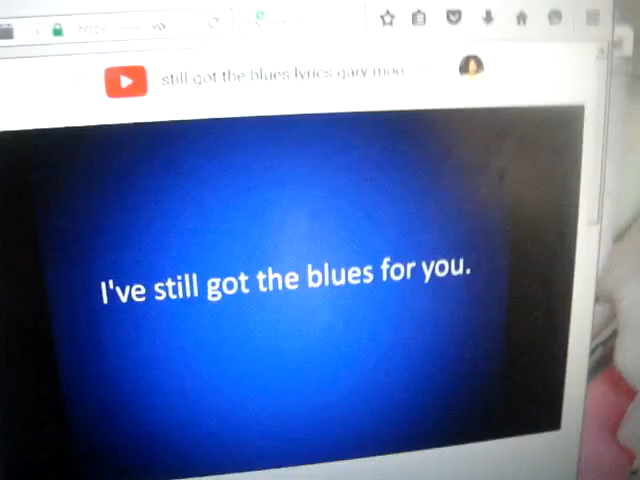 still got the blues lyrics gary moo
I've still got the blues for you.